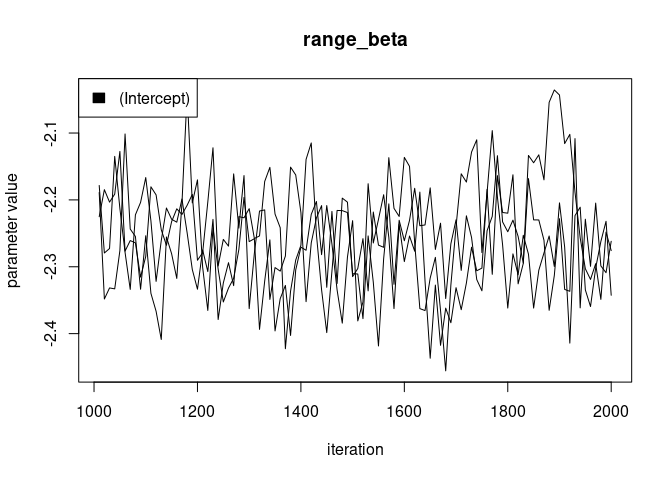 range_beta
(Intercept)
-2.1
-2.2
-2.3
-2.4
parameter value
1000 1200 1400 1600 1800 2000
iteration